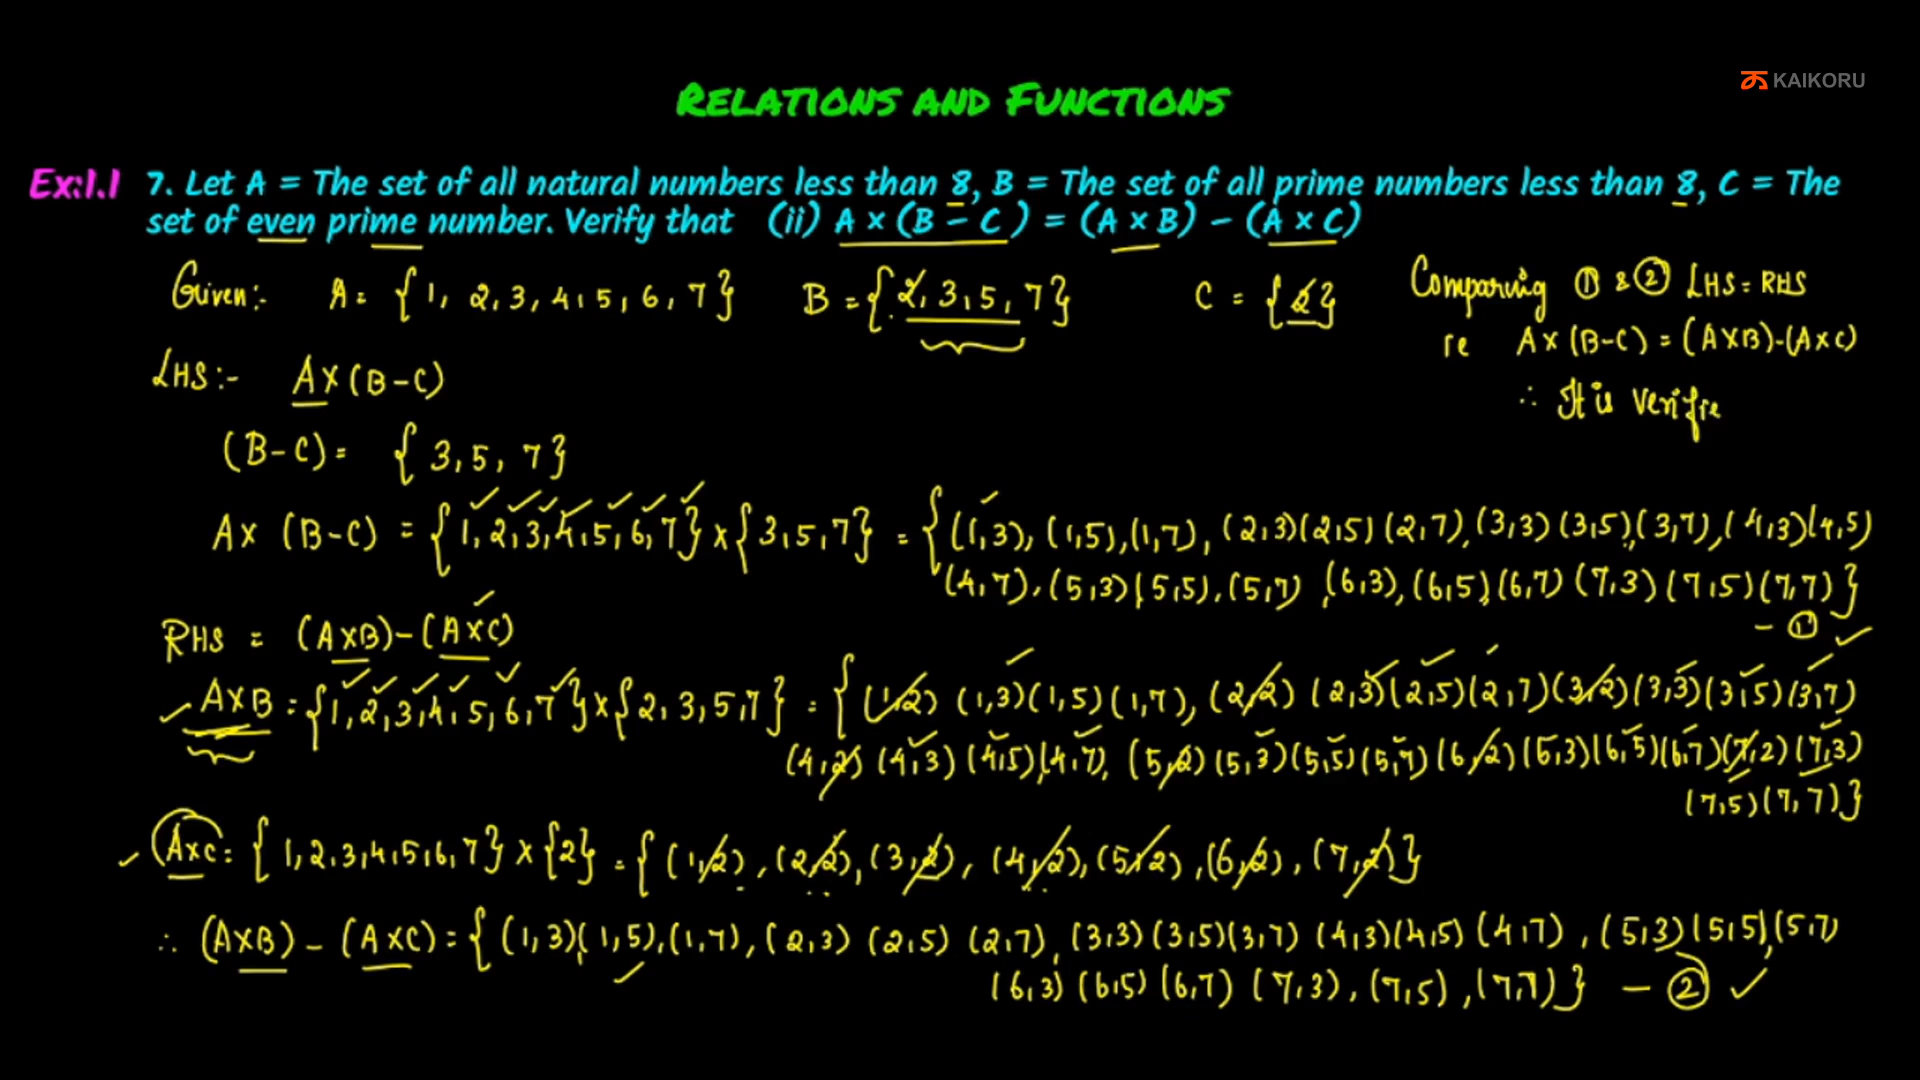 KAIKORU
RELATIONS AND FUNCTIONS
Ex:1.1 7. Let A = The set of all natural numbers less than 8, B = The set of all prime numbers less than 8, C = The
set of even prime number. Verify that (ii) A × (B − C ) = (A × B) − (A × C)
Given:- A = {1, 2, 3, 4, 5, 6, 7} B = {2, 3, 5, 7} C = {2}
Comparing ① & ② LHS = RHS
ie A × (B-C) = (A×B)-(A×C)
∴ It is verifie
LHS:- A×(B-C)
(B-C) = {3, 5, 7}
A× (B-C) = {1, 2, 3, 4, 5, 6, 7} × {3, 5, 7} = {(1,3), (1,5), (1,7), (2,3)(2,5)(2,7), (3,3)(3,5)(3,7), (4,3)(4,5)
(4,7), (5,3)(5,5), (5,7), (6,3), (6,5)(6,7)(7,3)(7,5)(7,7)}
- ①
RHS = (A×B)-(A×C)
A×B = {1, 2, 3, 4, 5, 6, 7} × {2, 3, 5, 7} = {(1,2) (1,3)(1,5)(1,7), (2,2) (2,3)(2,5)(2,7)(3,2)(3,3)(3,5)(3,7)
(4,2) (4,3) (4,5)(4,7), (5,2)(5,3)(5,5)(5,7)(6,2)(6,3)(6,5)(6,7)(7,2)(7,3)
(7,5)(7,7)}
A×C = {1, 2, 3, 4, 5, 6, 7} × {2} = {(1,2), (2,2), (3,2), (4,2), (5,2), (6,2), (7,2)}
∴ (A×B) - (A×C) = {(1,3)(1,5), (1,7), (2,3) (2,5) (2,7), (3,3)(3,5)(3,7) (4,3)(4,5) (4,7), (5,3)(5,5), (5,7)
(6,3) (6,5) (6,7) (7,3), (7,5), (7,7)} - ②